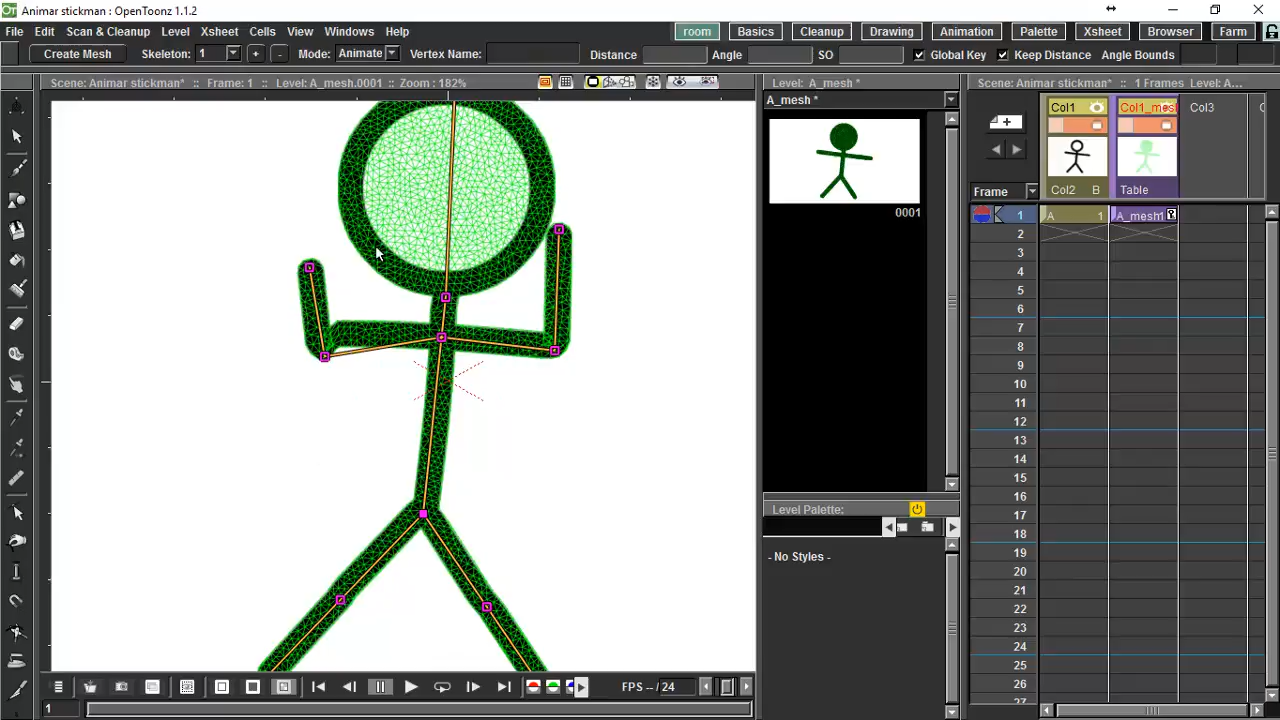 Animar stickman : OpenToonz 1.1.2
File Edit Scan & Cleanup Level Xsheet Cells View Windows Help
room Basics Cleanup Drawing Animation Palette Xsheet Browser Farm
Create Mesh Skeleton: 1 + - Mode: Animate Vertex Name: Distance Angle SO Global Key Keep Distance Angle Bounds
Scene: Animar stickman* :: Frame: 1 :: Level: A_mesh.0001 :: Zoom : 182%
Level: A_mesh *
Scene: Animar stickman* :: 1 Frames :: Level: A...
A_mesh *
Col1 Col1_mes Col3
Frame Col2 B Table
0001
1 A 1 A_mesh1
2
3
4
5
6
7
8
9
10
11
12
13
14
15
16
17
18
19
20
21
22
23
24
25
26
27
Level Palette:
- No Styles -
FPS -- / 24
1